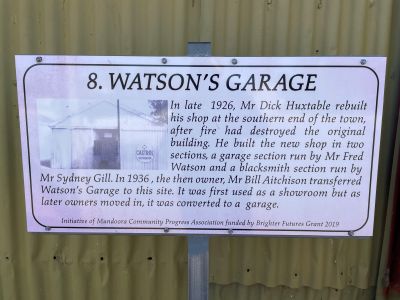 8. WATSON'S GARAGE
In late 1926, Mr Dick Huxtable rebuilt
his shop at the southern end of the town,
after fire had destroyed the original
building. He built the new shop in two
sections, a garage section run by Mr Fred
Watson and a blacksmith section run by
Mr Sydney Gill. In 1936 , the then owner, Mr Bill Aitchison transferred
Watson's Garage to this site. It was first used as a showroom but as
later owners moved in, it was converted to a garage.
Initiative of Mundoora Community Progress Association funded by Brighter Futures Grant 2019
CASTROL